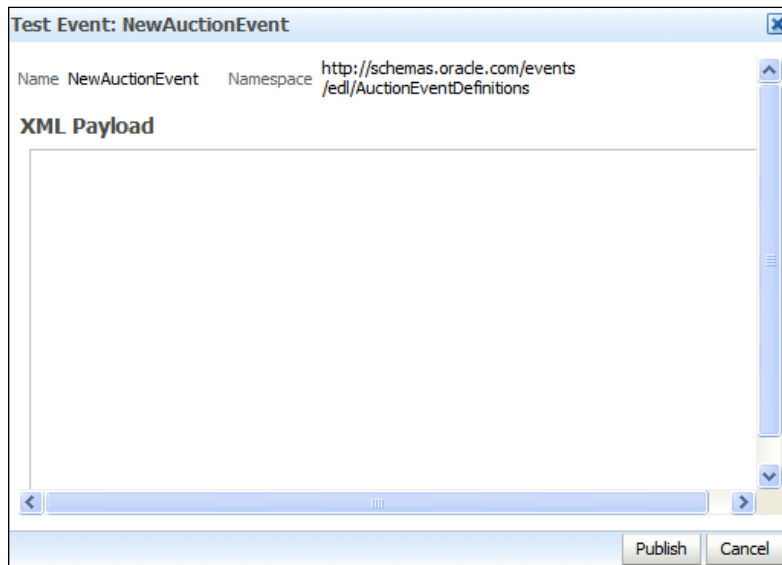 Test Event: NewAuctionEvent
Name NewAuctionEvent Namespace http://schemas.oracle.com/events
/edl/AuctionEventDefinitions
XML Payload
Publish Cancel